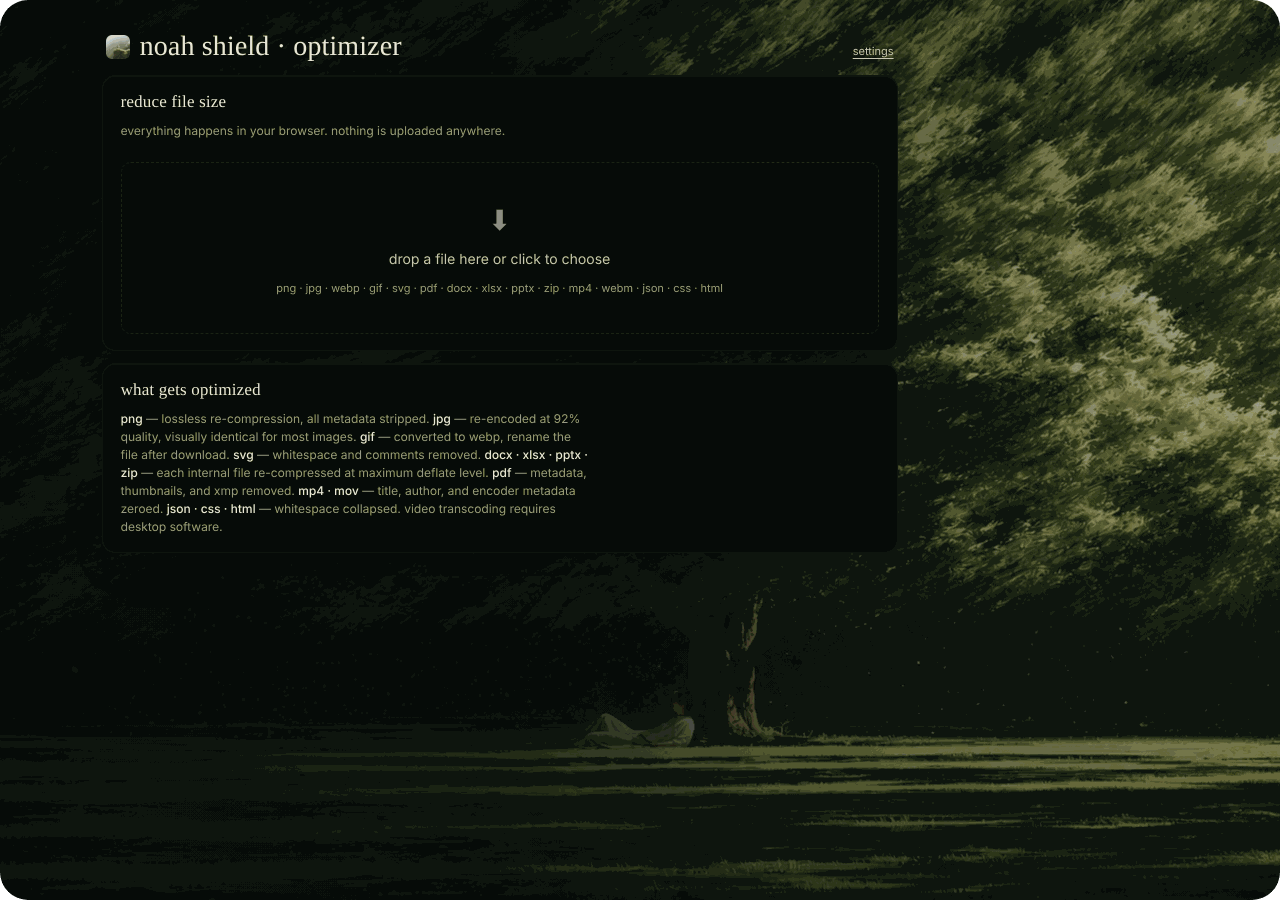 noah shield · optimizer
settings
reduce file size
everything happens in your browser. nothing is uploaded anywhere.
drop a file here or click to choose
png · jpg · webp · gif · svg · pdf · docx · xlsx · pptx · zip · mp4 · webm · json · css · html
what gets optimized
png — lossless re-compression, all metadata stripped. jpg — re-encoded at 92%
quality, visually identical for most images. gif — converted to webp, rename the
file after download. svg — whitespace and comments removed. docx · xlsx · pptx ·
zip — each internal file re-compressed at maximum deflate level. pdf — metadata,
thumbnails, and xmp removed. mp4 · mov — title, author, and encoder metadata
zeroed. json · css · html — whitespace collapsed. video transcoding requires
desktop software.